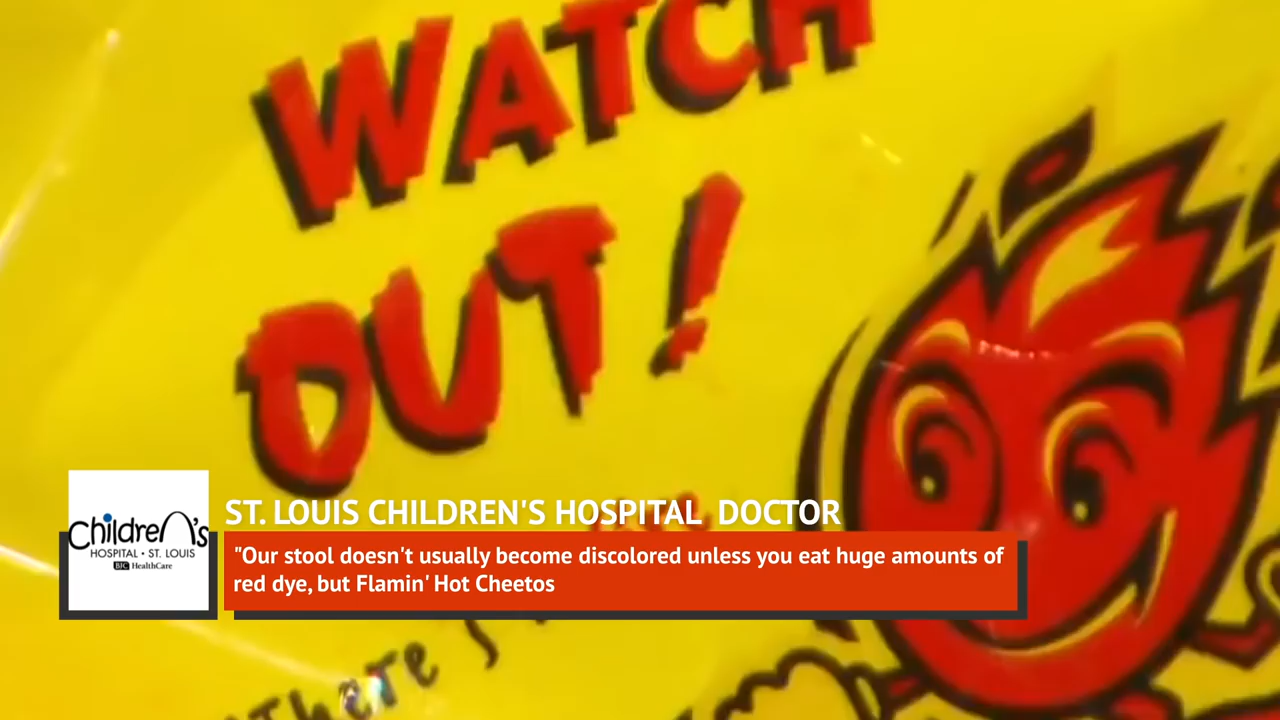 WATCH
OUT!
ST. LOUIS CHILDREN'S HOSPITAL DOCTOR
Children's
HOSPITAL • ST. LOUIS
BJC HealthCare
"Our stool doesn't usually become discolored unless you eat huge amounts of
red dye, but Flamin' Hot Cheetos
There's